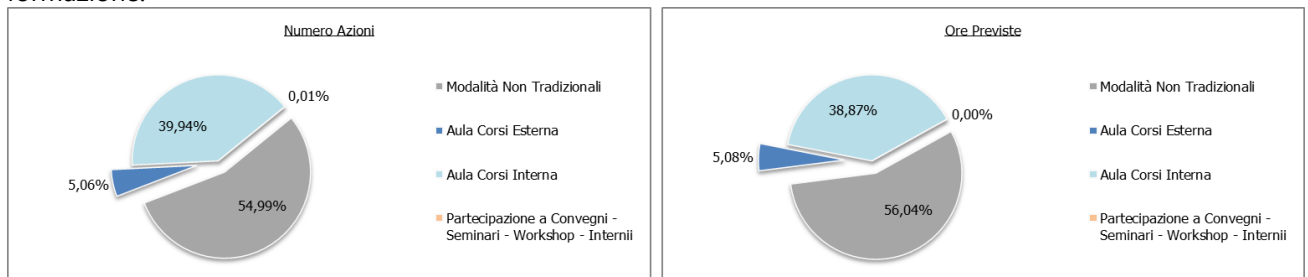 formazione.
Numero Azioni
0,01%
39,94%
5,06%
54,99%
Modalità Non Tradizionali
Aula Corsi Esterna
Aula Corsi Interna
Partecipazione a Convegni -
Seminari - Workshop - Internii
Ore Previste
38,87%
0,00%
5,08%
56,04%
Modalità Non Tradizionali
Aula Corsi Esterna
Aula Corsi Interna
Partecipazione a Convegni -
Seminari - Workshop - Internii